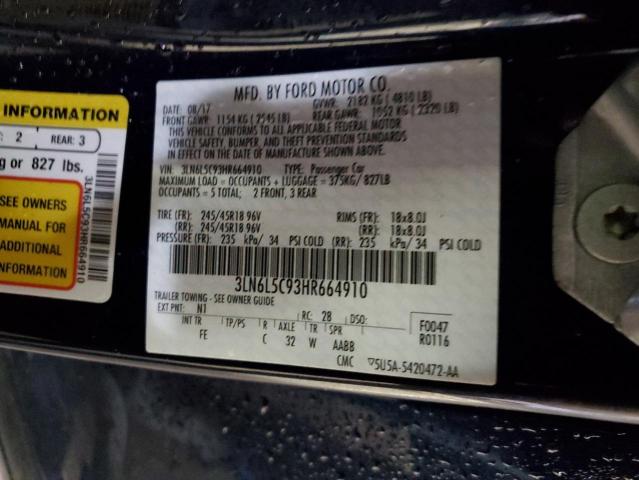 INFORMATION
: 2 REAR: 3
g or 827 lbs.
SEE OWNERS
MANUAL FOR
ADDITIONAL
INFORMATION
3LN6L5C93HR664910
MFD. BY FORD MOTOR CO.
DATE: 08/17 GVWR: 2182 KG ( 4810 LB)
FRONT GAWR: 1154 KG ( 2545 LB) REAR GAWR: 1052 KG ( 2320 LB)
THIS VEHICLE CONFORMS TO ALL APPLICABLE FEDERAL MOTOR
VEHICLE SAFETY, BUMPER, AND THEFT PREVENTION STANDARDS
IN EFFECT ON THE DATE OF MANUFACTURE SHOWN ABOVE.
VIN: 3LN6L5C93HR664910 TYPE: Passenger Car
MAXIMUM LOAD = OCCUPANTS + LUGGAGE = 375KG/ 827LB
OCCUPANTS = 5 TOTAL; 2 FRONT, 3 REAR
TIRE (FR): 245/45R18 96V RIMS (FR): 18x8.0J
(RR): 245/45R18 96V (RR): 18x8.0J
PRESSURE (FR): 235 kPa/ 34 PSI COLD (RR): 235 kPa/ 34 PSI COLD
3LN6L5C93HR664910
TRAILER TOWING - SEE OWNER GUIDE
EXT PNT: N1 RC: 28 DSO: F0047
INT TR TP/PS R AXLE TR SPR R0116
FE C 32 W AABB
CMC 5U5A-5420472-AA